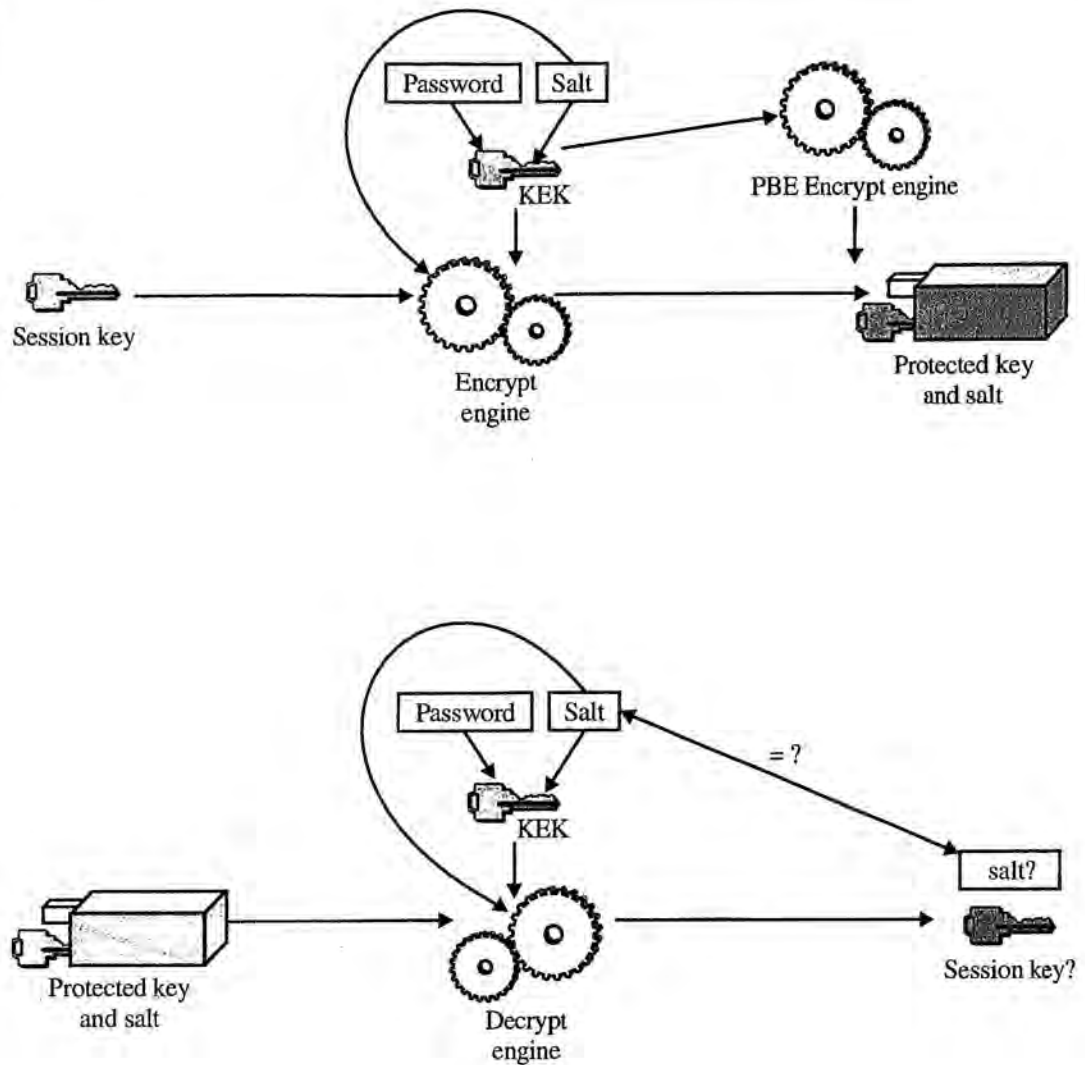 Password
Salt
KEK
PBE Encrypt engine
Session key
Encrypt
engine
Protected key
and salt
Password
Salt
= ?
KEK
salt?
Protected key
and salt
Session key?
Decrypt
engine